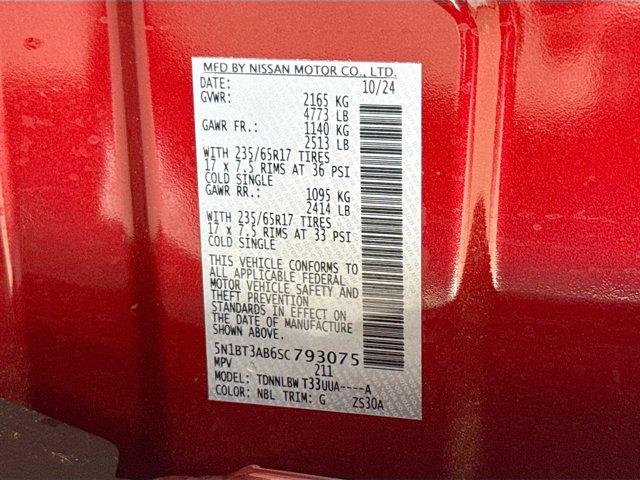 MFD BY NISSAN MOTOR CO., LTD.
DATE: 10/24
GVWR: 2165 KG
4773 LB
GAWR FR.: 1140 KG
2513 LB
WITH 235/65R17 TIRES
17 x 7.5 RIMS AT 36 PSI
COLD SINGLE
GAWR RR.: 1095 KG
2414 LB
WITH 235/65R17 TIRES
17 x 7.5 RIMS AT 33 PSI
COLD SINGLE
THIS VEHICLE CONFORMS TO
ALL APPLICABLE FEDERAL
MOTOR VEHICLE SAFETY AND
THEFT PREVENTION
STANDARDS IN EFFECT ON
THE DATE OF MANUFACTURE
SHOWN ABOVE.
5N1BT3AB6SC793075
MPV 211
MODEL: TDNNLBW T33UUA----A
COLOR: NBL TRIM: G ZS30A